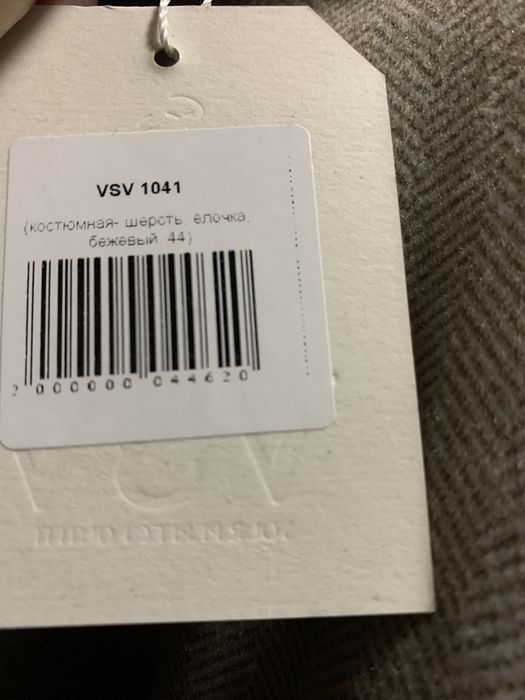 VSV 1041
(костюмная- шерсть, ёлочка,
бежевый 44)
2 000000 044620